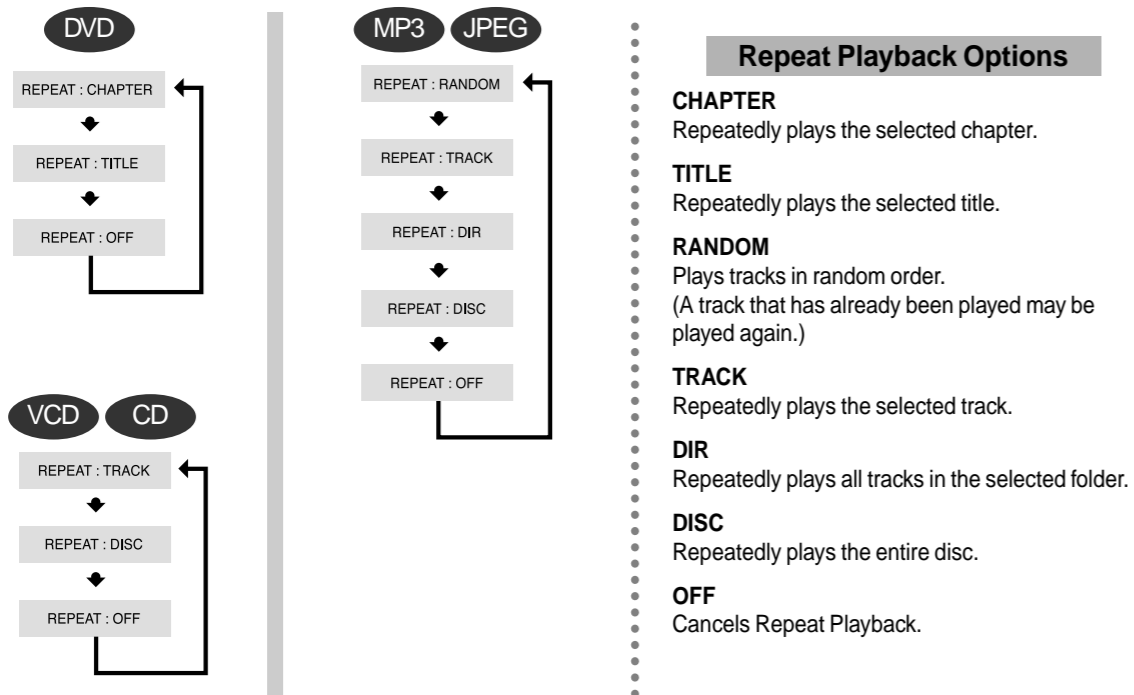 DVD
REPEAT : CHAPTER
REPEAT : TITLE
REPEAT : OFF
VCD CD
REPEAT : TRACK
REPEAT : DISC
REPEAT : OFF
MP3 JPEG
REPEAT : RANDOM
REPEAT : TRACK
REPEAT : DIR
REPEAT : DISC
REPEAT : OFF
Repeat Playback Options
CHAPTER
Repeatedly plays the selected chapter.
TITLE
Repeatedly plays the selected title.
RANDOM
Plays tracks in random order.
(A track that has already been played may be
played again.)
TRACK
Repeatedly plays the selected track.
DIR
Repeatedly plays all tracks in the selected folder.
DISC
Repeatedly plays the entire disc.
OFF
Cancels Repeat Playback.